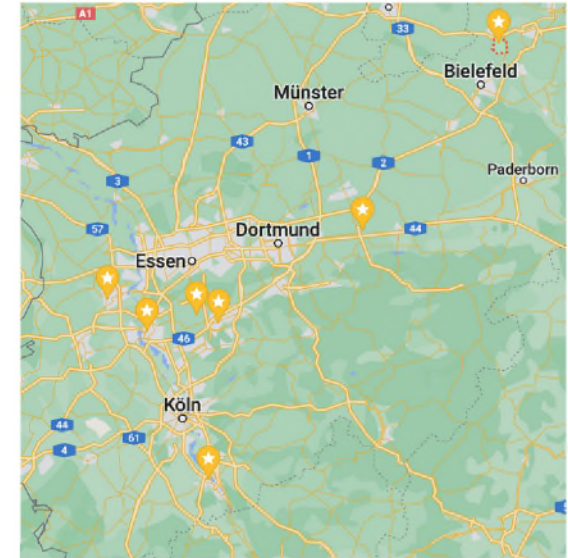 A1
33
Bielefeld
Münster
43
1
2
3
Paderborn
57
Dortmund
44
Essen
46
Köln
44
61
4